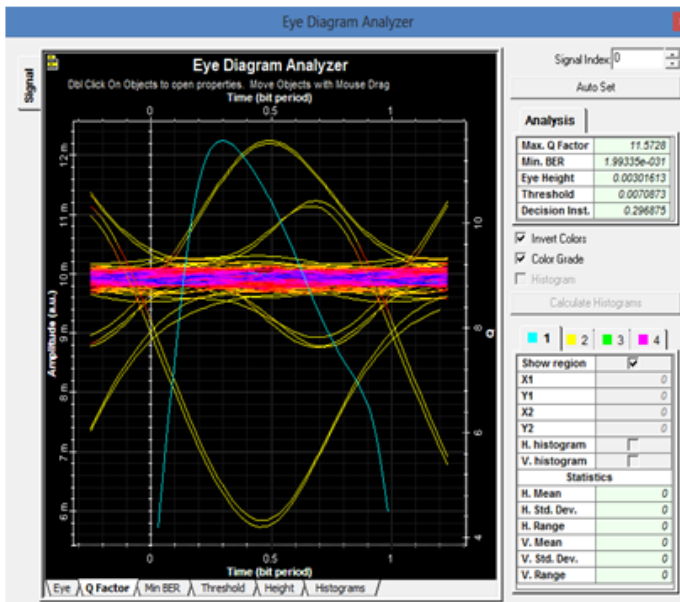 Eye Diagram Analyzer
Signal
Eye Diagram Analyzer
Dbl Click On Objects to open properties. Move Objects with Mouse Drag
Time (bit period)
0 0.5 1
Amplitude (a.u.)
12 m
11 m
10 m
9 m
8 m
7 m
6 m
Q
10
8
6
4
0 0.5 1
Time (bit period)
Eye Q Factor Min BER Threshold Height Histograms
Signal Index: 0
Auto Set
Analysis
Max. Q Factor 11.5728
Min. BER 1.99335e-031
Eye Height 0.00301613
Threshold 0.0070873
Decision Inst. 0.296875
Invert Colors
Color Grade
Histogram
Calculate Histograms
1 2 3 4
Show region
X1 0
Y1 0
X2 0
Y2 0
H. histogram
V. histogram
Statistics
H. Mean 0
H. Std. Dev. 0
H. Range 0
V. Mean 0
V. Std. Dev. 0
V. Range 0